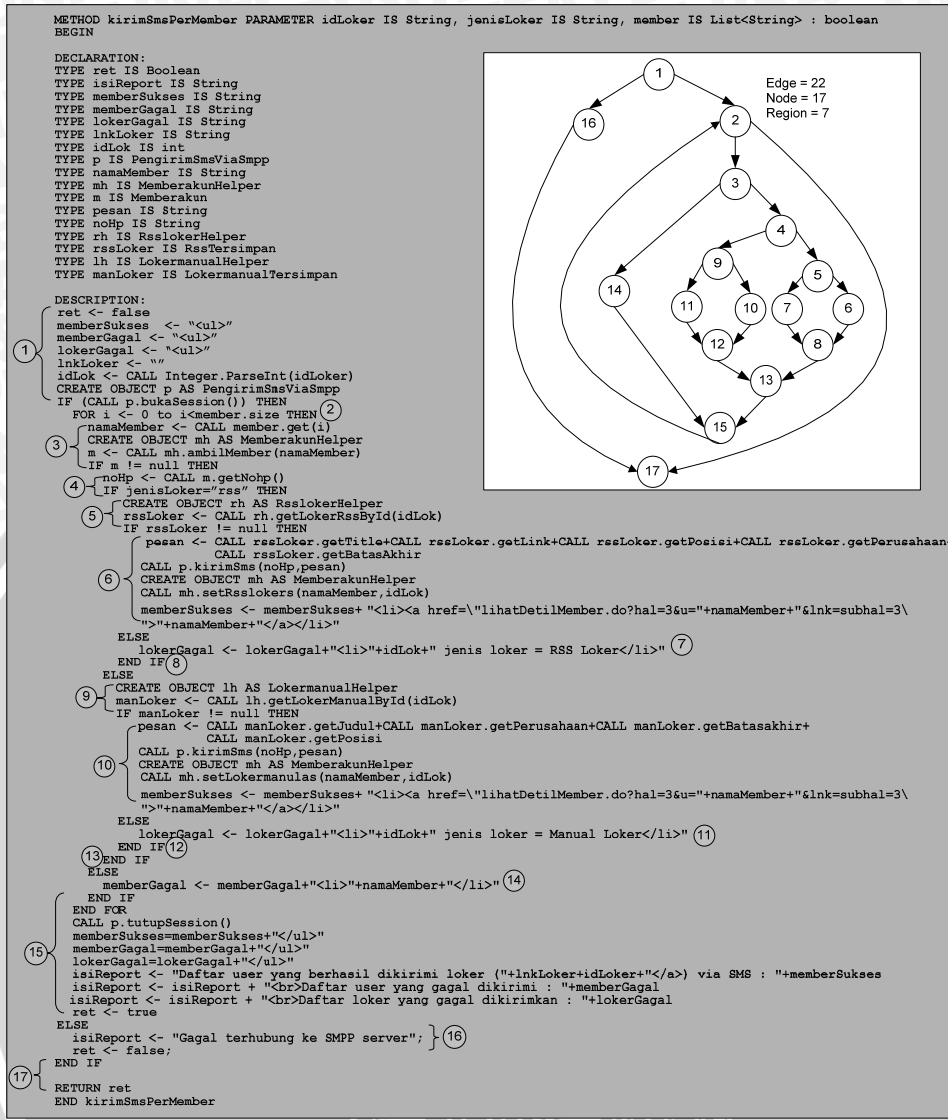 METHOD kirimSmsPerMember PARAMETER idLoker IS String, jenisLoker IS String, member IS List<String> : boolean
BEGIN
DECLARATION:
TYPE ret IS Boolean
TYPE isiReport IS String
TYPE memberSukses IS String
TYPE memberGagal IS String
TYPE lokerGagal IS String
TYPE lnkLoker IS String
TYPE idLok IS int
TYPE p IS PengirimSmsViaSmpp
TYPE namaMember IS String
TYPE mh IS MemberakunHelper
TYPE m IS Memberakun
TYPE pesan IS String
TYPE noHp IS String
TYPE rh IS RsslokerHelper
TYPE rssLoker IS RssTersimpan
TYPE lh IS LokermanualHelper
TYPE manLoker IS LokermanualTersimpan
Edge = 22
Node = 17
Region = 7
1
16
2
3
4
9
5
14
11
10
7
6
12
8
13
15
17
DESCRIPTION:
ret <- false
memberSukses <- "<ul>"
memberGagal <- "<ul>"
1
lokerGagal <- "<ul>"
lnkLoker <- ""
idLok <- CALL Integer.ParseInt(idLoker)
CREATE OBJECT p AS PengirimSmsViaSmpp
IF (CALL p.bukaSession()) THEN
FOR i <- 0 to i<member.size THEN 2
namaMember <- CALL member.get(i)
3 CREATE OBJECT mh AS MemberakunHelper
m <- CALL mh.ambilMember(namaMember)
IF m != null THEN
4 noHp <- CALL m.getNohp()
IF jenisLoker="rss" THEN
CREATE OBJECT rh AS RsslokerHelper
5 rssLoker <- CALL rh.getLokerRssById(idLok)
IF rssLoker != null THEN
pesan <- CALL rssLoker.getTitle+CALL rssLoker.getLink+CALL rssLoker.getPosisi+CALL rssLoker.getPerusahaan+
CALL rssLoker.getBatasAkhir
CALL p.kirimSms(noHp,pesan)
6 CREATE OBJECT mh AS MemberakunHelper
CALL mh.setRsslokers(namaMember,idLok)
memberSukses <- memberSukses+ "<li><a href=\"lihatDetilMember.do?hal=3&u="+namaMember+"&lnk=subhal=3\
">"+namaMember+"</a></li>"
ELSE
lokerGagal <- lokerGagal+"<li>"+idLok+" jenis loker = RSS Loker</li>" 7
END IF 8
ELSE
9 CREATE OBJECT lh AS LokermanualHelper
manLoker <- CALL lh.getLokerManualById(idLok)
IF manLoker != null THEN
pesan <- CALL manLoker.getJudul+CALL manLoker.getPerusahaan+CALL manLoker.getBatasakhir+
CALL manLoker.getPosisi
CALL p.kirimSms(noHp,pesan)
10 CREATE OBJECT mh AS MemberakunHelper
CALL mh.setLokermanulas(namaMember,idLok)
memberSukses <- memberSukses+ "<li><a href=\"lihatDetilMember.do?hal=3&u="+namaMember+"&lnk=subhal=3\
">"+namaMember+"</a></li>"
ELSE
lokerGagal <- lokerGagal+"<li>"+idLok+" jenis loker = Manual Loker</li>" 11
END IF 12
13 END IF
ELSE
memberGagal <- memberGagal+"<li>"+namaMember+"</li>" 14
END IF
END FOR
CALL p.tutupSession()
memberSukses=memberSukses+"</ul>"
memberGagal=memberGagal+"</ul>"
15 lokerGagal=lokerGagal+"</ul>"
isiReport <- "Daftar user yang berhasil dikirimi loker ("+lnkLoker+idLoker+"</a>) via SMS : "+memberSukses
isiReport <- isiReport + "<br>Daftar user yang gagal dikirimi : "+memberGagal
isiReport <- isiReport + "<br>Daftar loker yang gagal dikirimkan : "+lokerGagal
ret <- true
ELSE
isiReport <- "Gagal terhubung ke SMPP server"; 16
ret <- false;
END IF
17
RETURN ret
END kirimSmsPerMember